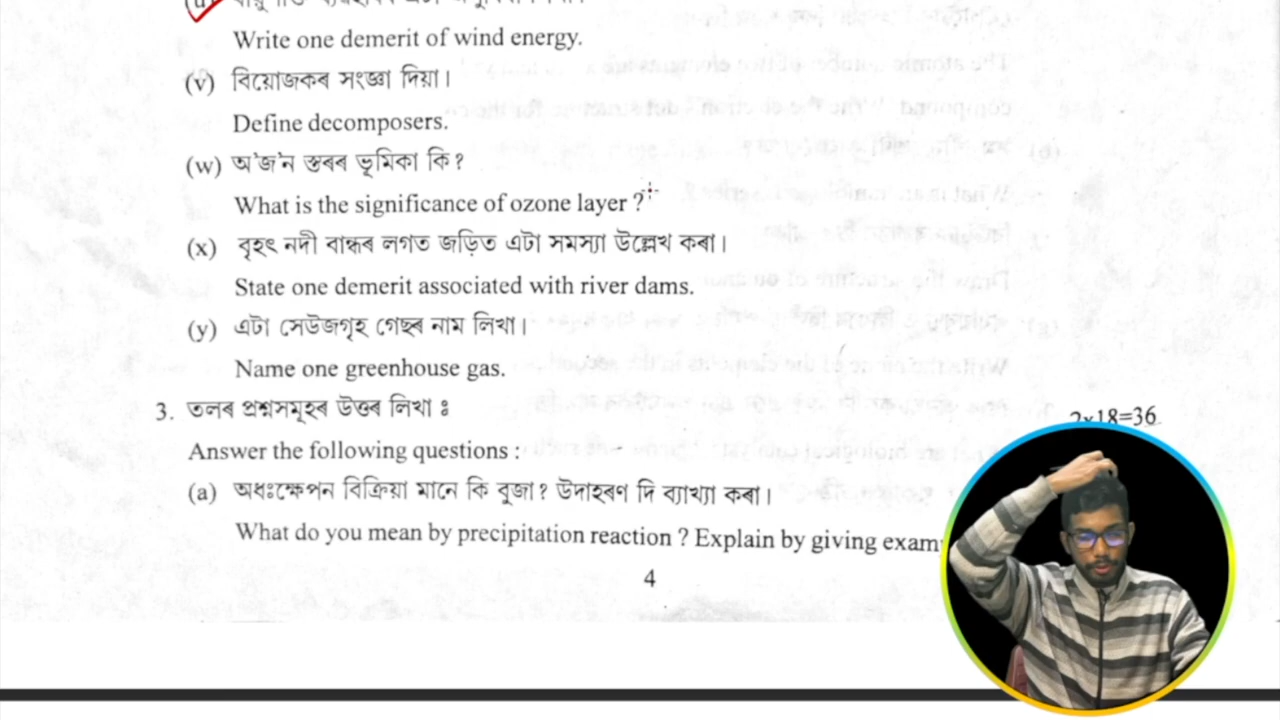 Write one demerit of wind energy.
(v) বিয়োজকৰ সংজ্ঞা দিয়া।
Define decomposers.
(w) অ'জ'ন স্তৰৰ ভূমিকা কি?
What is the significance of ozone layer ?
(x) বৃহৎ নদী বান্ধৰ লগত জড়িত এটা সমস্যা উল্লেখ কৰা।
State one demerit associated with river dams.
(y) এটা সেউজগৃহ গেছৰ নাম লিখা।
Name one greenhouse gas.
3. তলৰ প্ৰশ্নসমূহৰ উত্তৰ লিখা ঃ 2×18=36
Answer the following questions :
(a) অধঃক্ষেপন বিক্ৰিয়া মানে কি বুজা? উদাহৰণ দি ব্যাখ্যা কৰা।
What do you mean by precipitation reaction ? Explain by giving
4